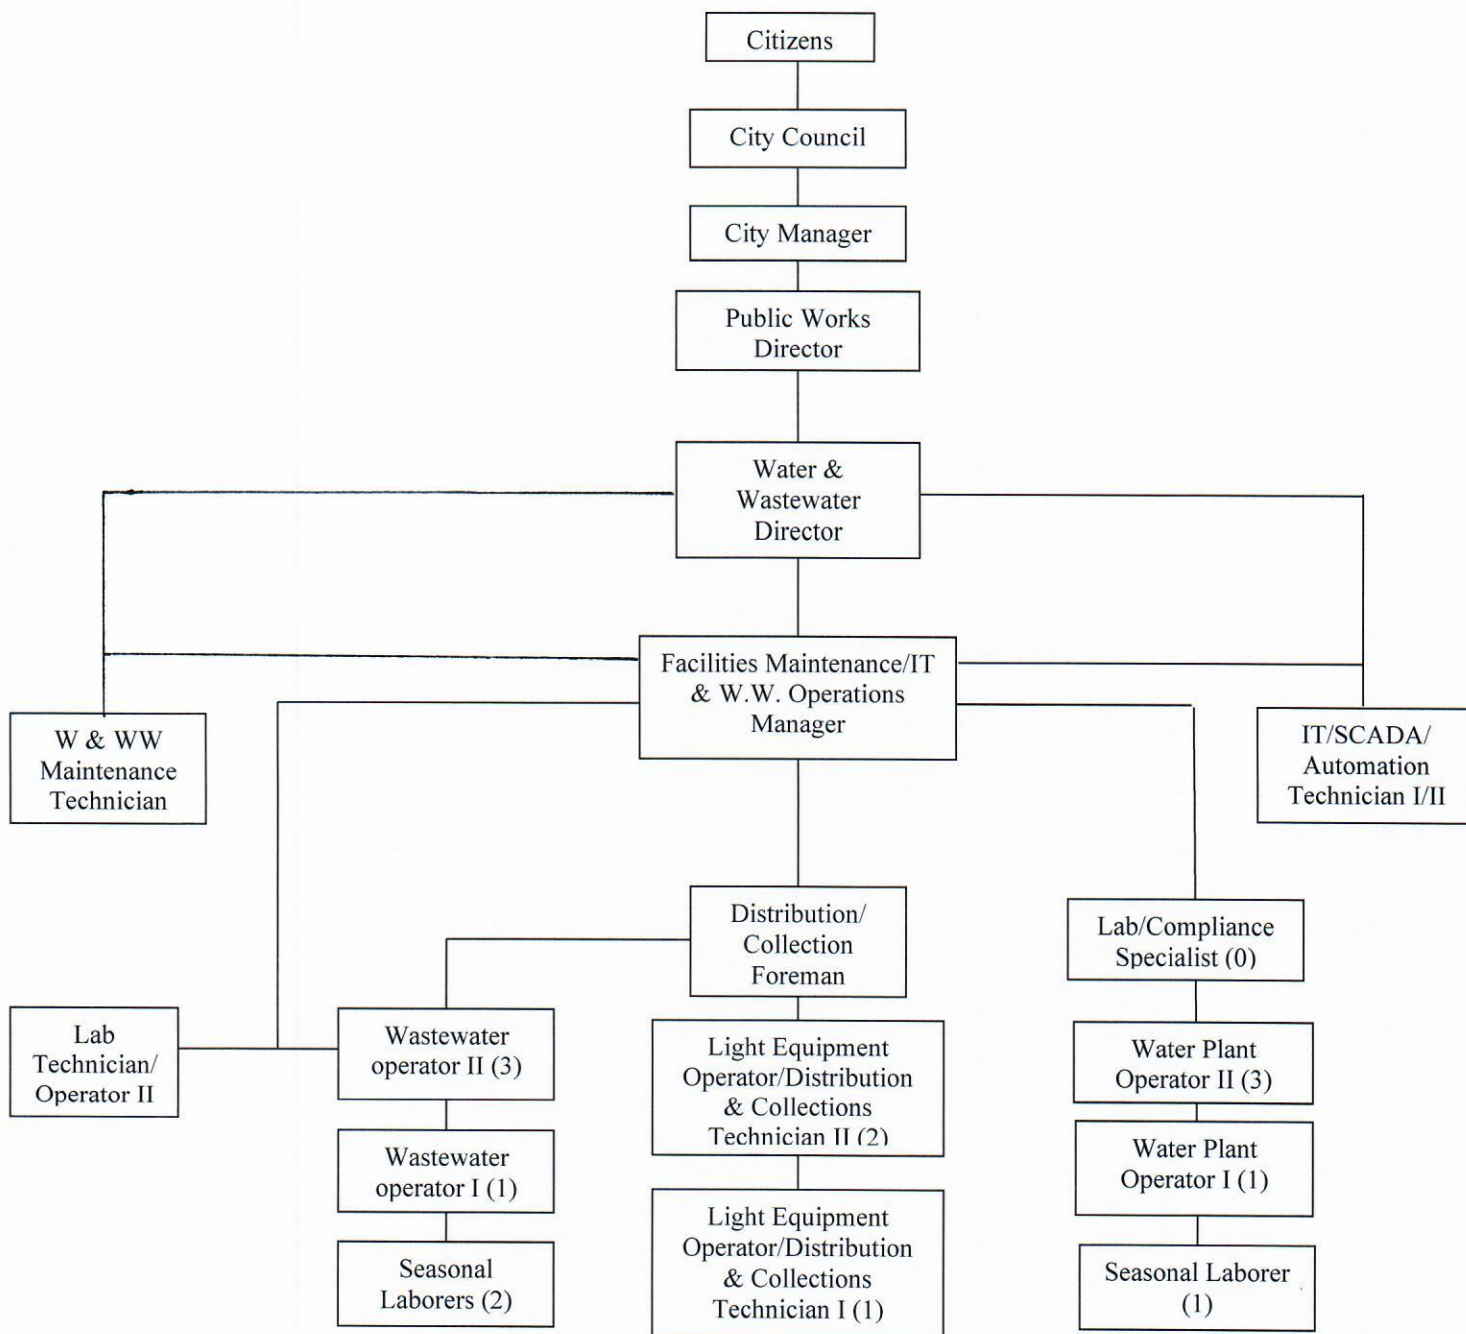 Citizens
City Council
City Manager
Public Works
Director
Water &
Wastewater
Director
Facilities Maintenance/IT
& W.W. Operations
Manager
W & WW
Maintenance
Technician
IT/SCADA/
Automation
Technician I/II
Distribution/
Collection
Foreman
Lab/Compliance
Specialist (0)
Lab
Technician/
Operator II
Wastewater
operator II (3)
Light Equipment
Operator/Distribution
& Collections
Technician II (2)
Water Plant
Operator II (3)
Wastewater
operator I (1)
Water Plant
Operator I (1)
Light Equipment
Operator/Distribution
& Collections
Technician I (1)
Seasonal
Laborers (2)
Seasonal Laborer
(1)